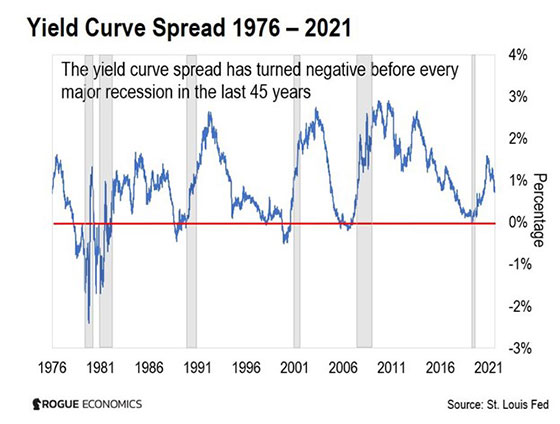 Yield Curve Spread 1976 – 2021
The yield curve spread has turned negative before every
major recession in the last 45 years
4%
3%
2%
1%
0%
-1%
-2%
-3%
Percentage
1976 1981 1986 1991 1996 2001 2006 2011 2016 2021
ROGUE ECONOMICS
Source: St. Louis Fed